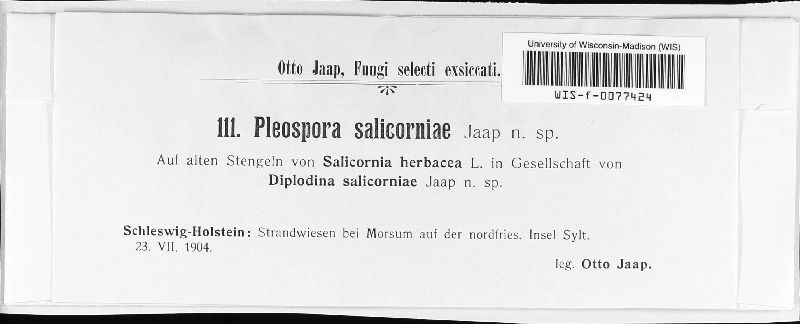 University of Wisconsin-Madison (WIS)
WIS-f-0077424
Otto Jaap, Fungi selecti exsiccati.
111. Pleospora salicorniae Jaap n. sp.
Auf alten Stengeln von Salicornia herbacea L. in Gesellschaft von
Diplodina salicorniae Jaap n. sp.
Schleswig-Holstein: Strandwiesen bei Morsum auf der nordfries. Insel Sylt.
23. VII. 1904.
leg. Otto Jaap.